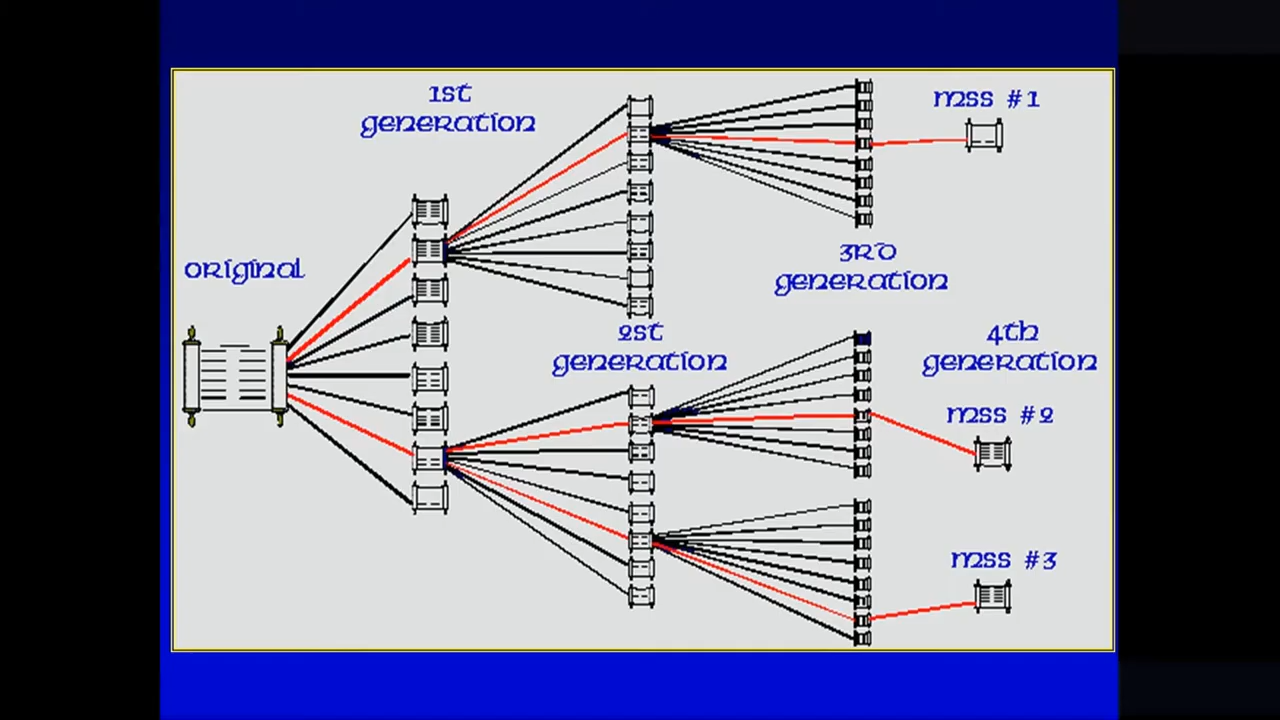 1st
generation
mss #1
original
3rd
generation
2st
generation
4th
generation
mss #2
mss #3